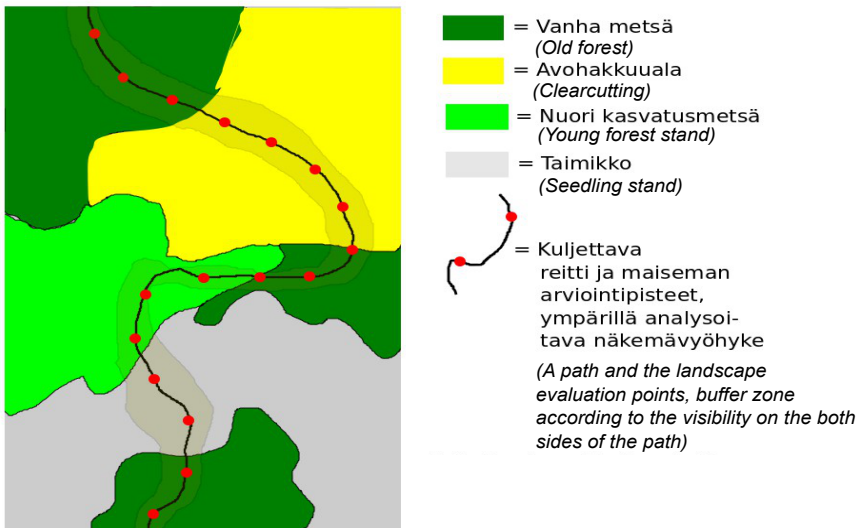 = Vanha metsä
(Old forest)
= Avohakkuuala
(Clearcutting)
= Nuori kasvatusmetsä
(Young forest stand)
= Taimikko
(Seedling stand)
= Kuljettava
reitti ja maiseman
arviointipisteet,
ympärillä analysoi-
tava näkemävyöhyke
(A path and the landscape
evaluation points, buffer zone
according to the visibility on the both
sides of the path)